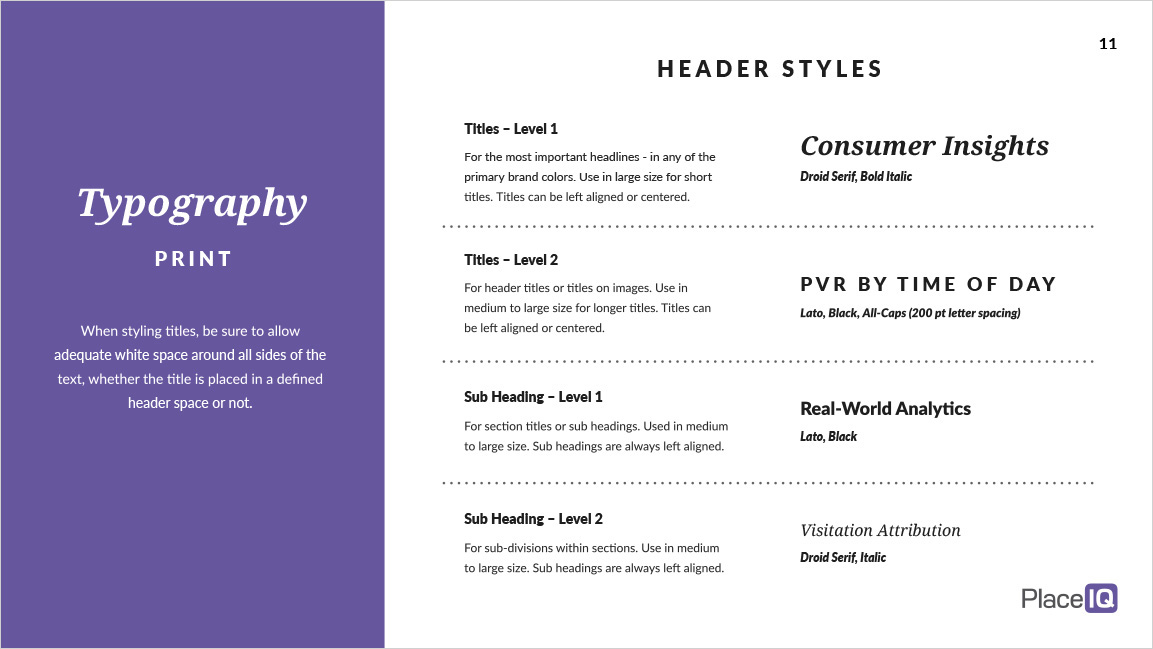 Typography
PRINT
When styling titles, be sure to allow
adequate white space around all sides of the
text, whether the title is placed in a defined
header space or not.
11
HEADER STYLES
Titles – Level 1
For the most important headlines - in any of the
primary brand colors. Use in large size for short
titles. Titles can be left aligned or centered.
Consumer Insights
Droid Serif, Bold Italic
Titles – Level 2
For header titles or titles on images. Use in
medium to large size for longer titles. Titles can
be left aligned or centered.
PVR BY TIME OF DAY
Lato, Black, All-Caps (200 pt letter spacing)
Sub Heading – Level 1
For section titles or sub headings. Used in medium
to large size. Sub headings are always left aligned.
Real-World Analytics
Lato, Black
Sub Heading – Level 2
For sub-divisions within sections. Use in medium
to large size. Sub headings are always left aligned.
Visitation Attribution
Droid Serif, Italic
PlaceIQ